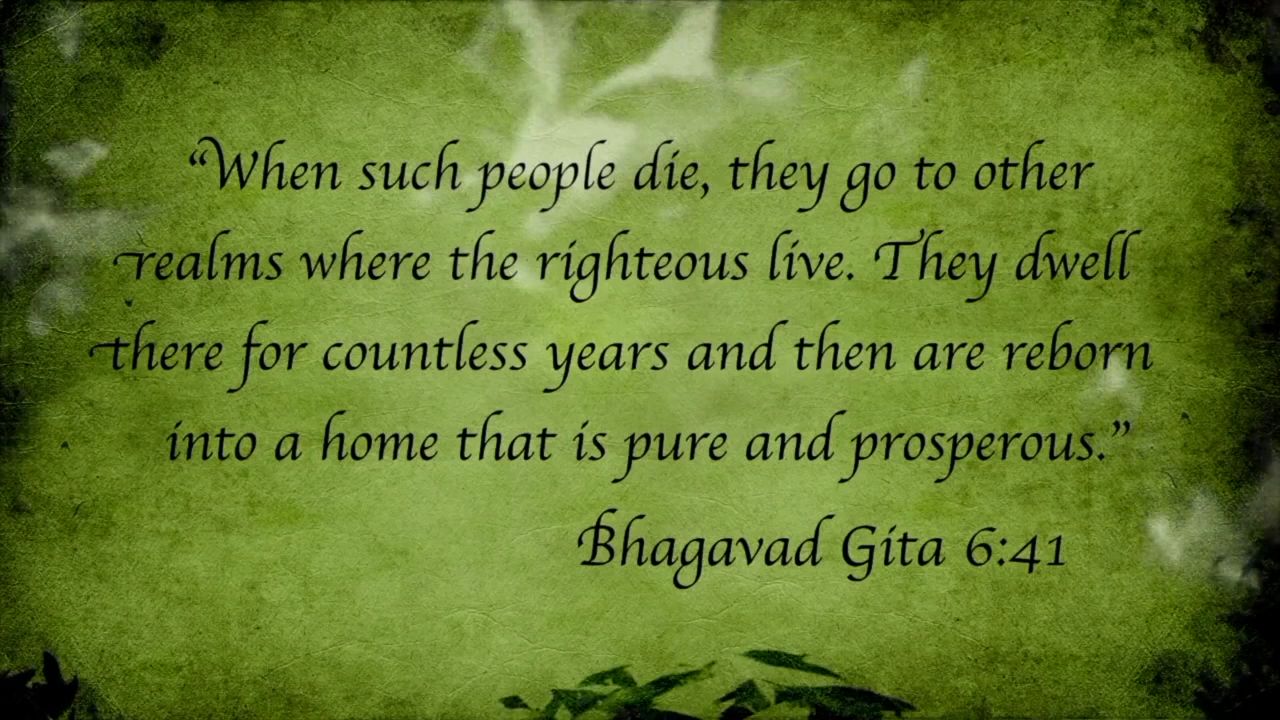 “When such people die, they go to other
realms where the righteous live. They dwell
there for countless years and then are reborn
into a home that is pure and prosperous.”
Bhagavad Gita 6:41